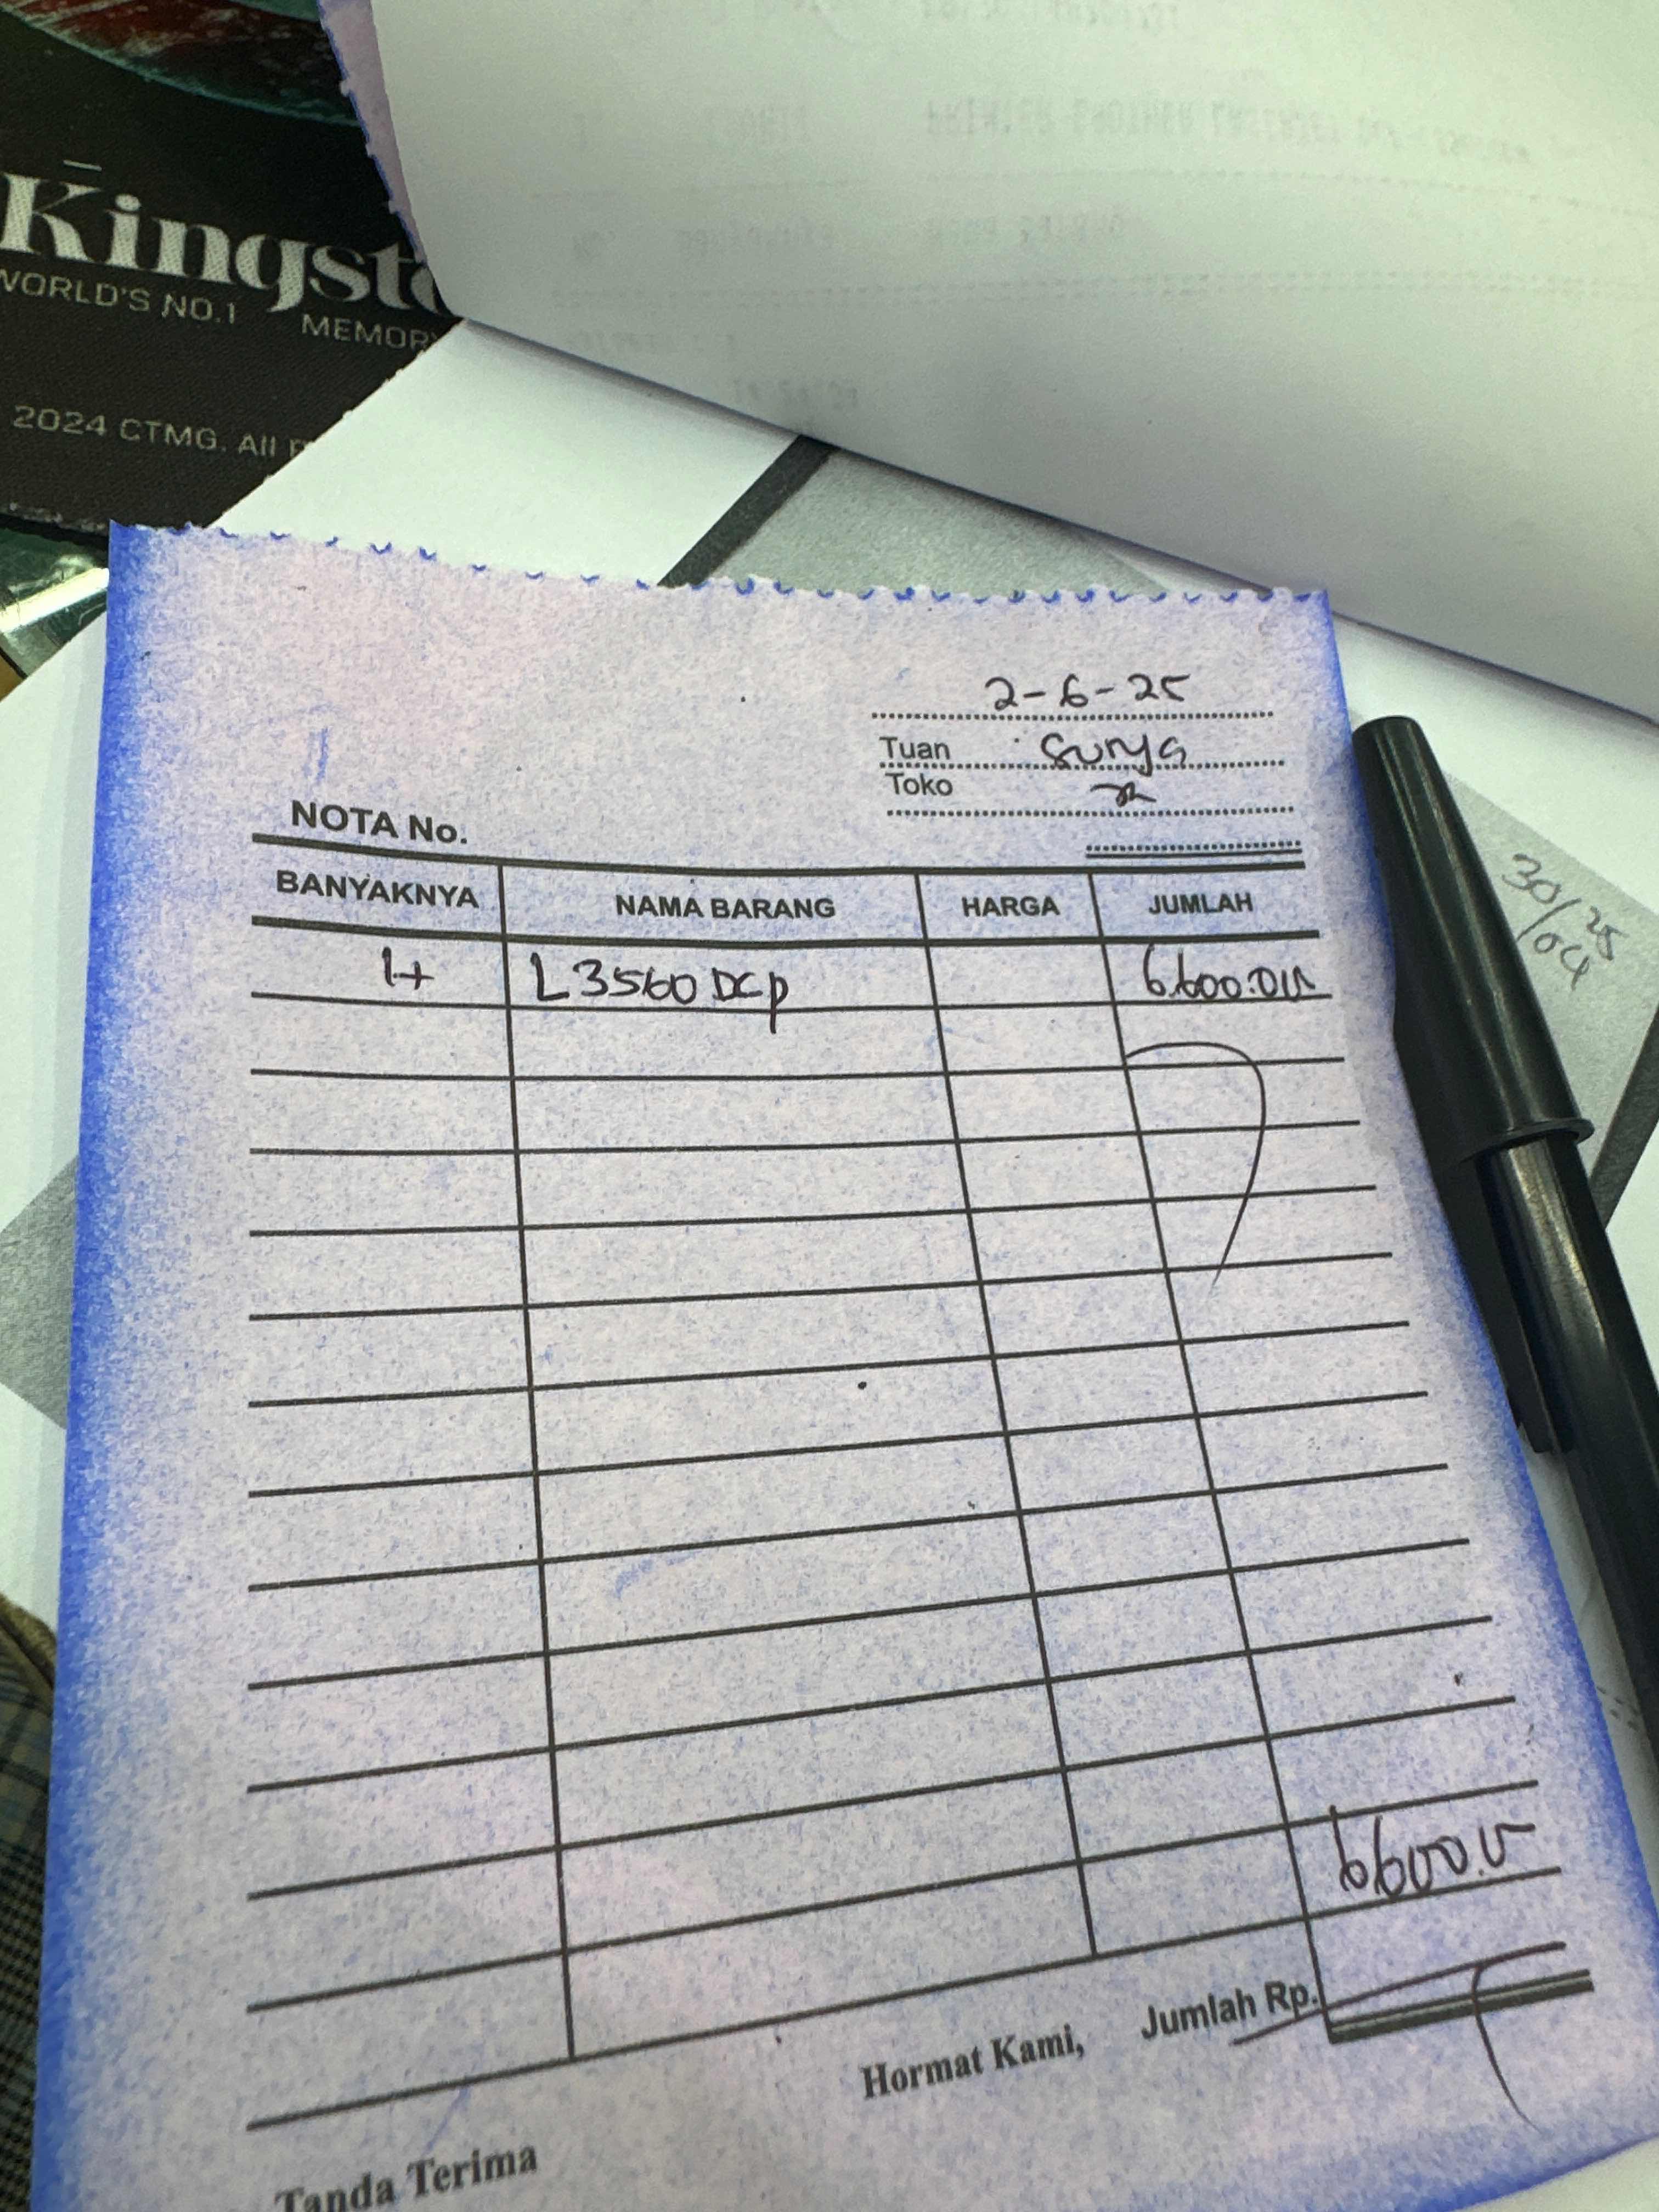 Kingst
WORLD'S NO.1 MEMORY
2024 CTMG. All
2-6-25
Tuan Surya
Toko
NOTA No.
BANYAKNYA NAMA BARANG HARGA JUMLAH
1+ L3560 DCP 6.600.000
30/04 25
6600.0
Jumlah Rp.
Hormat Kami,
Tanda Terima